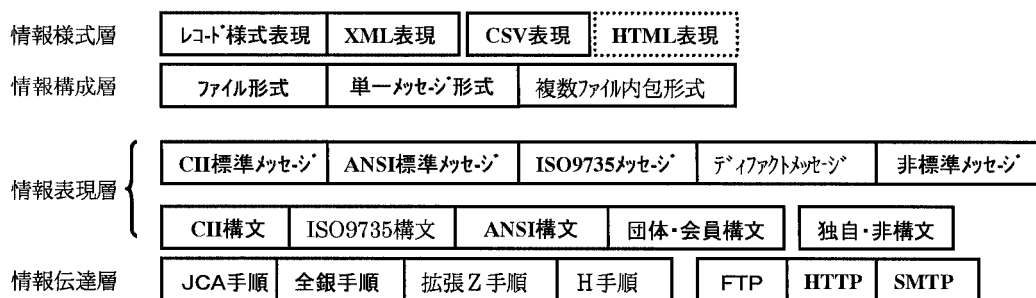 情報様式層 レコード様式表現 XML表現 CSV表現 HTML表現
情報構成層 ファイル形式 単一メッセージ形式 複数ファイル内包形式
CII標準メッセージ ANSI標準メッセージ ISO9735メッセージ ディファクトメッセージ 非標準メッセージ
情報表現層
CII構文 ISO9735構文 ANSI構文 団体・会員構文 独自・非構文
情報伝達層 JCA手順 全銀手順 拡張Z手順 H手順 FTP HTTP SMTP